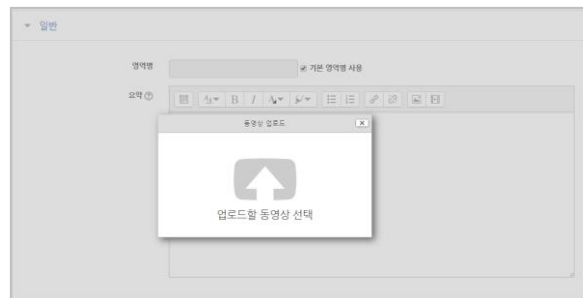 일반
영역명
기본 영역명 사용
요약
동영상 업로드
업로드할 동영상 선택